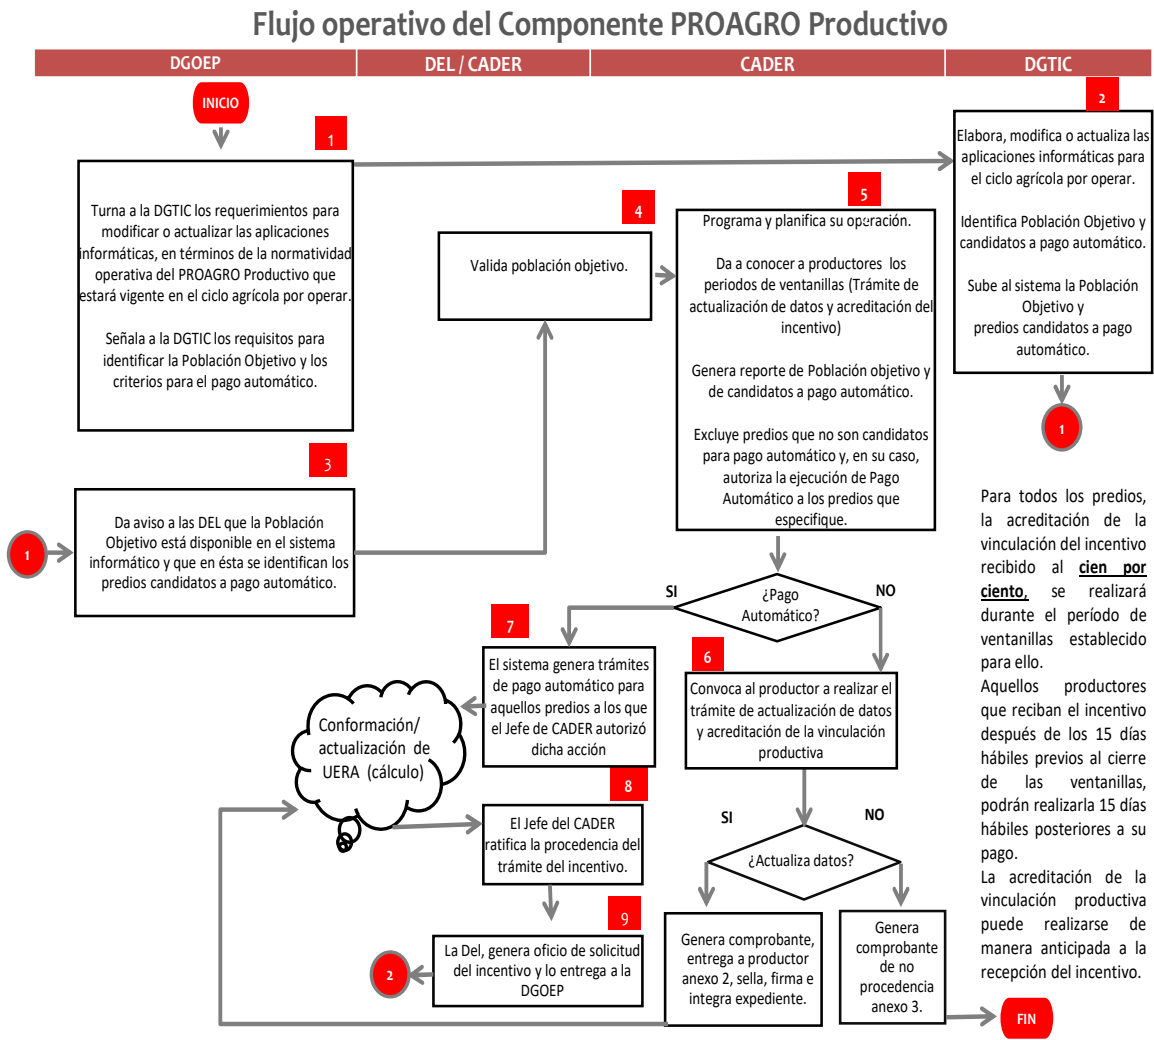 Flujo operativo del Componente PROAGRO Productivo
DGOEP
DEL / CADER
CADER
DGTIC
INICIO
1
Turna a la DGTIC los requerimientos para
modificar o actualizar las aplicaciones
informáticas, en términos de la normatividad
operativa del PROAGRO Productivo que
estará vigente en el ciclo agrícola por operar.
Señala a la DGTIC los requisitos para
identificar la Población Objetivo y los
criterios para el pago automático.
2
Elabora, modifica o actualiza las
aplicaciones informáticas para
el ciclo agrícola por operar.
Identifica Población Objetivo y
candidatos a pago automático.
Sube al sistema la Población
Objetivo y
predios candidatos a pago
automático.
1
3
1
Da aviso a las DEL que la Población
Objetivo está disponible en el sistema
informático y que en ésta se identifican los
predios candidatos a pago automático.
4
Valida población objetivo.
5
Programa y planifica su operación.
Da a conocer a productores los
periodos de ventanillas (Trámite de
actualización de datos y acreditación del
incentivo)
Genera reporte de Población objetivo y
de candidatos a pago automático.
Excluye predios que no son candidatos
para pago automático y, en su caso,
autoriza la ejecución de Pago
Automático a los predios que
especifique.
SI
¿Pago
Automático?
NO
6
Convoca al productor a realizar el
trámite de actualización de datos
y acreditación de la vinculación
productiva
7
El sistema genera trámites
de pago automático para
aquellos predios a los que
el Jefe de CADER autorizó
dicha acción
Conformación/
actualización de
UERA (cálculo)
8
El Jefe del CADER
ratifica la procedencia del
trámite del incentivo.
9
La Del, genera oficio de solicitud
del incentivo y lo entrega a la
DGOEP
2
SI
NO
¿Actualiza datos?
Genera comprobante,
entrega a productor
anexo 2, sella, firma e
integra expediente.
Genera
comprobante
de no
procedencia
anexo 3.
FIN
Para todos los predios,
la acreditación de la
vinculación del incentivo
recibido al cien por
ciento, se realizará
durante el período de
ventanillas establecido
para ello.
Aquellos productores
que reciban el incentivo
después de los 15 días
hábiles previos al cierre
de las ventanillas,
podrán realizarla 15 días
hábiles posteriores a su
pago.
La acreditación de la
vinculación productiva
puede realizarse de
manera anticipada a la
recepción del incentivo.